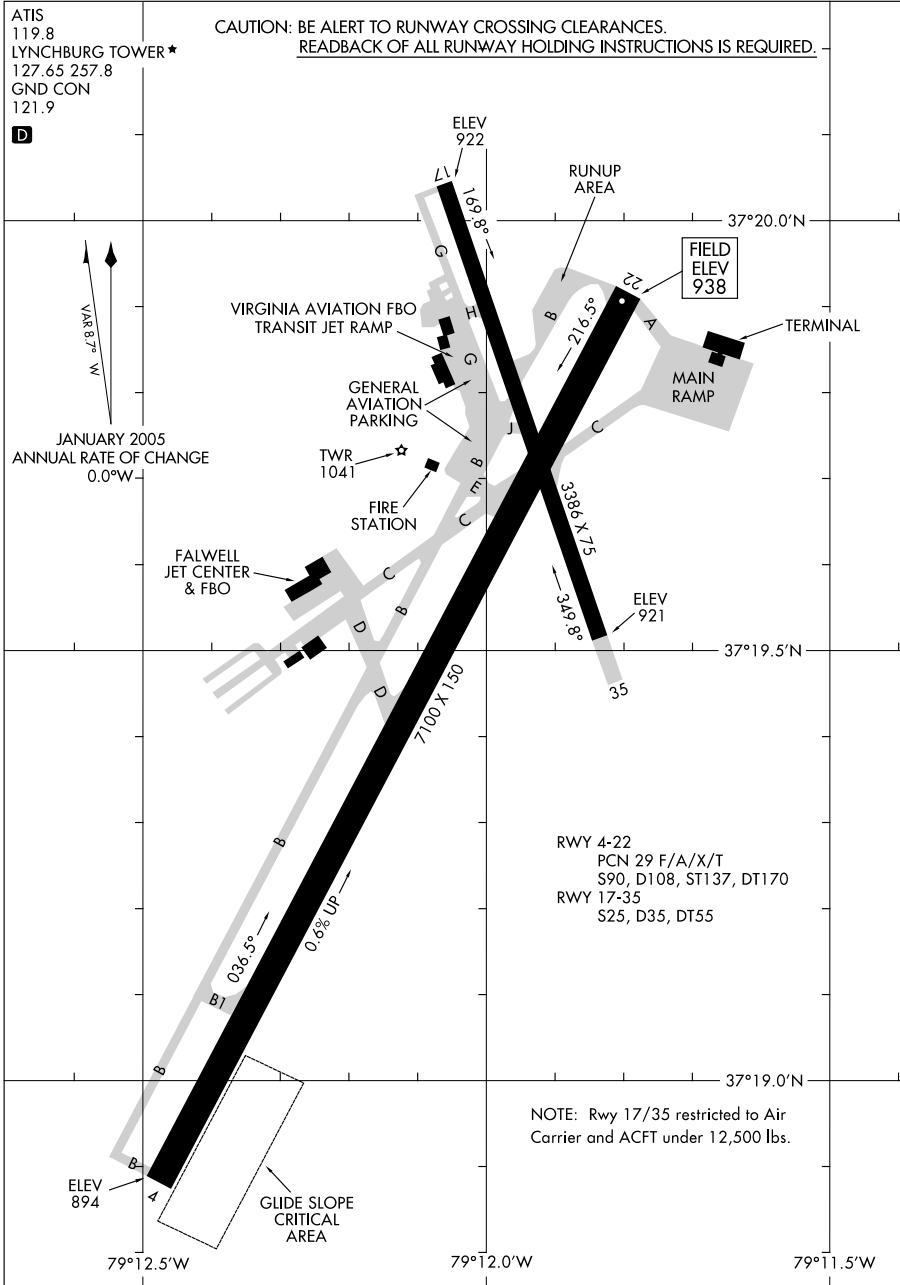 ATIS
119.8
LYNCHBURG TOWER★
127.65 257.8
GND CON
121.9
D
CAUTION: BE ALERT TO RUNWAY CROSSING CLEARANCES.
READBACK OF ALL RUNWAY HOLDING INSTRUCTIONS IS REQUIRED.
ELEV
922
17
169.8°
RUNUP
AREA
37°20.0'N
FIELD
ELEV
938
22
G
VAR 8.7° W
VIRGINIA AVIATION FBO
TRANSIT JET RAMP
H
B
216.5°
A
TERMINAL
G
MAIN
RAMP
GENERAL
AVIATION
PARKING
J
C
JANUARY 2005
ANNUAL RATE OF CHANGE
0.0°W
TWR
1041
B
E
FIRE
STATION
C
3386 X 75
FALWELL
JET CENTER
& FBO
C
B
349.8°
ELEV
921
D
37°19.5'N
D
35
7100 X 150
B
RWY 4-22
PCN 29 F/A/X/T
S90, D108, ST137, DT170
RWY 17-35
S25, D35, DT55
036.5°
0.6% UP
B1
B
37°19.0'N
NOTE: Rwy 17/35 restricted to Air
Carrier and ACFT under 12,500 lbs.
B
ELEV
894
4
GLIDE SLOPE
CRITICAL
AREA
79°12.5'W
79°12.0'W
79°11.5'W